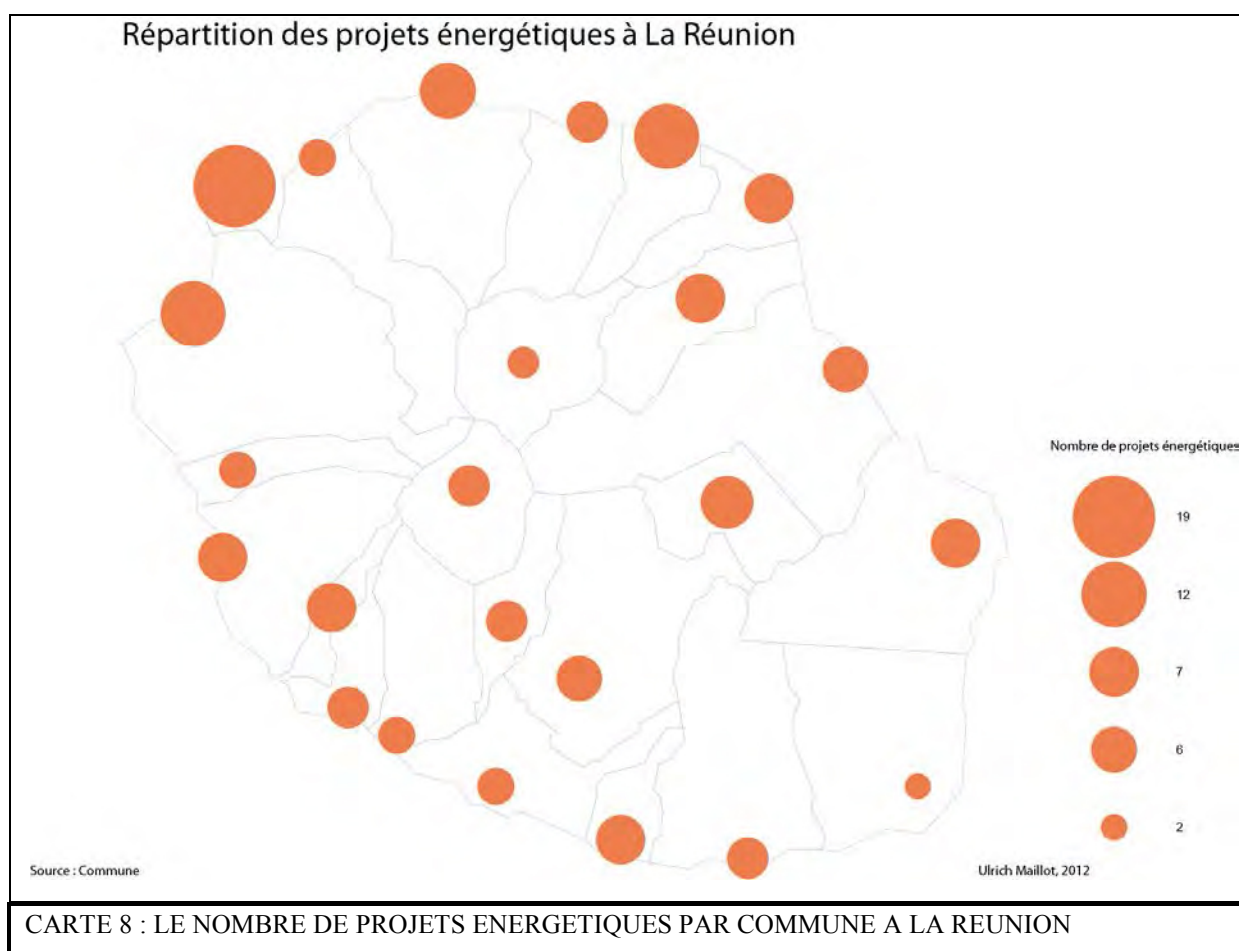 Répartition des projets énergétiques à La Réunion
Nombre de projets énergétiques
19
12
7
6
2
Source : Commune
Ulrich Maillot, 2012
CARTE 8 : LE NOMBRE DE PROJETS ENERGETIQUES PAR COMMUNE A LA REUNION